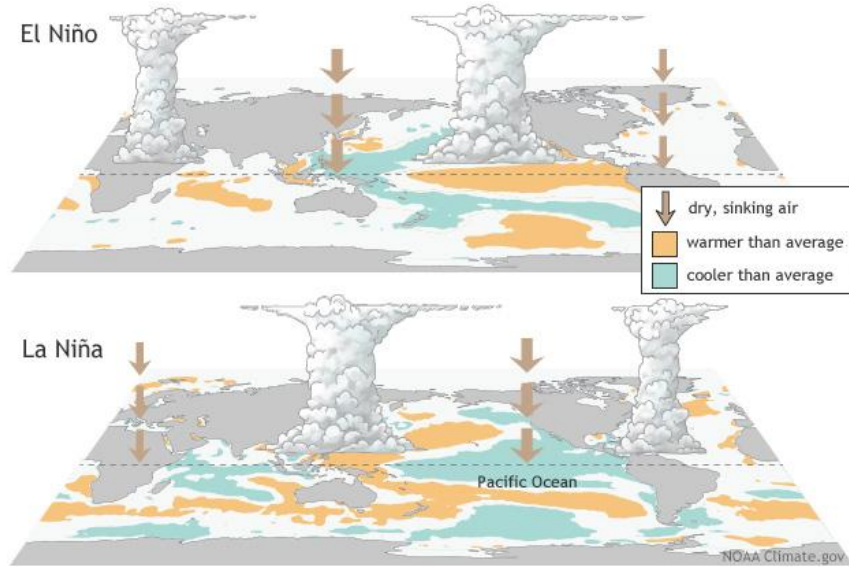 El Niño
dry, sinking air
warmer than average
cooler than average
La Niña
Pacific Ocean
NOAA Climate.gov